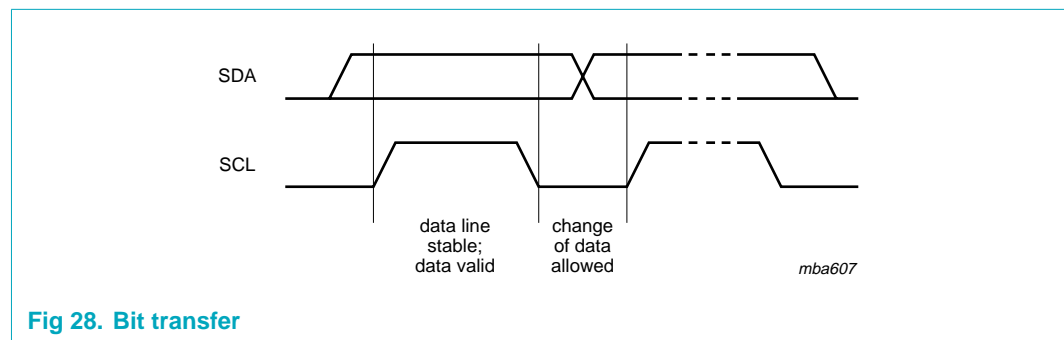 SDA
SCL
data line
stable;
data valid
change
of data
allowed
mba607
Fig 28. Bit transfer